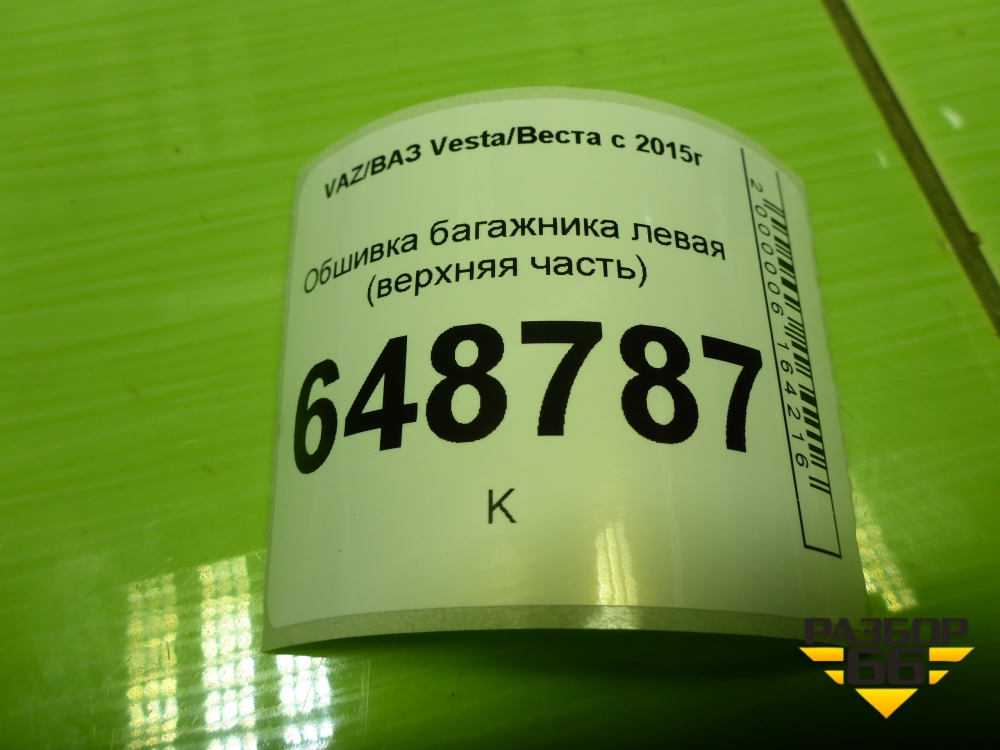 VAZ/ВАЗ Vesta/Веста с 2015г
Обшивка багажника левая
(верхняя часть)
648787
К
2000006164216
РАЗБОР
66